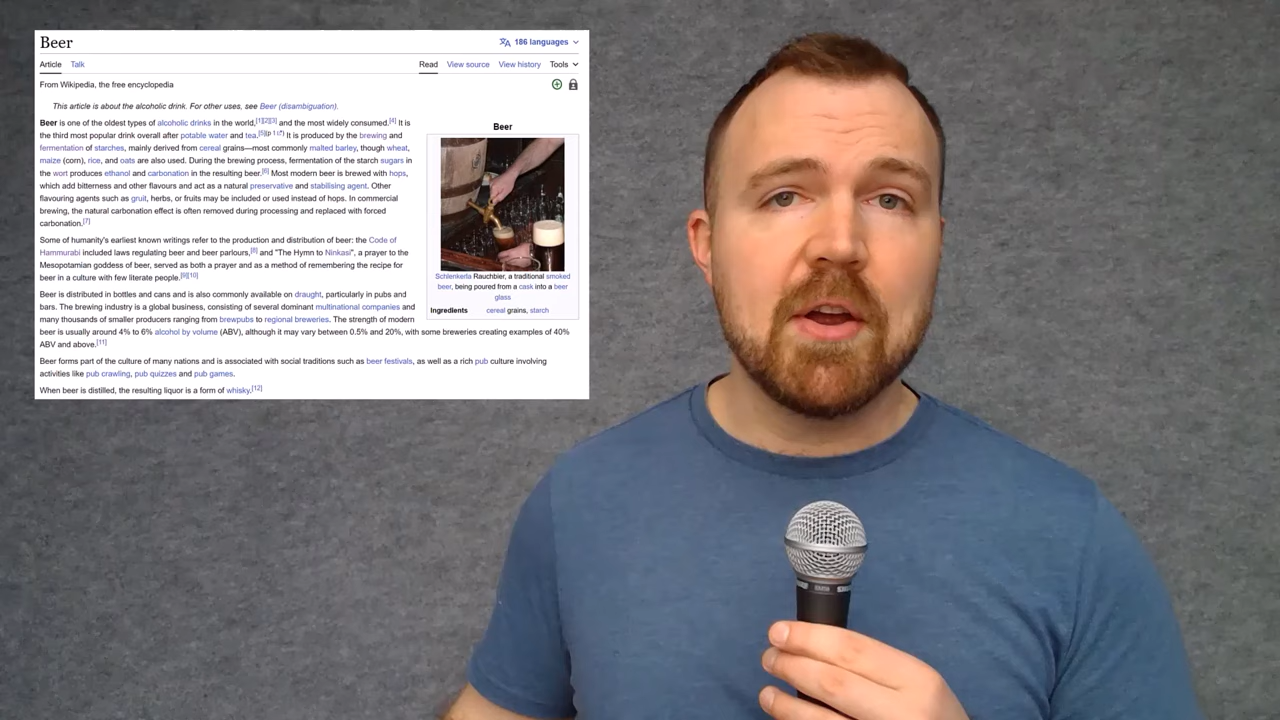 Beer
186 languages
Article Talk Read View source View history Tools
From Wikipedia, the free encyclopedia
This article is about the alcoholic drink. For other uses, see Beer (disambiguation).
Beer is one of the oldest types of alcoholic drinks in the world,[1][2][3] and the most widely consumed.[4] It is
the third most popular drink overall after potable water and tea.[5] It is produced by the brewing and
fermentation of starches, mainly derived from cereal grains—most commonly malted barley, though wheat,
maize (corn), rice, and oats are also used. During the brewing process, fermentation of the starch sugars in
the wort produces ethanol and carbonation in the resulting beer.[6] Most modern beer is brewed with hops,
which add bitterness and other flavours and act as a natural preservative and stabilising agent. Other
flavouring agents such as gruit, herbs, or fruits may be included or used instead of hops. In commercial
brewing, the natural carbonation effect is often removed during processing and replaced with forced
carbonation.[7]
Some of humanity's earliest known writings refer to the production and distribution of beer: the Code of
Hammurabi included laws regulating beer and beer parlours,[8] and "The Hymn to Ninkasi", a prayer to the
Mesopotamian goddess of beer, served as both a prayer and as a method of remembering the recipe for
beer in a culture with few literate people.[9][10]
Beer is distributed in bottles and cans and is also commonly available on draught, particularly in pubs and
bars. The brewing industry is a global business, consisting of several dominant multinational companies and
many thousands of smaller producers ranging from brewpubs to regional breweries. The strength of modern
beer is usually around 4% to 6% alcohol by volume (ABV), although it may vary between 0.5% and 20%, with some breweries creating examples of 40%
ABV and above.[11]
Beer forms part of the culture of many nations and is associated with social traditions such as beer festivals, as well as a rich pub culture involving
activities like pub crawling, pub quizzes and pub games.
When beer is distilled, the resulting liquor is a form of whisky.[12]
Beer
Schlenkerla Rauchbier, a traditional smoked
beer, being poured from a cask into a beer
glass
Ingredients cereal grains, starch